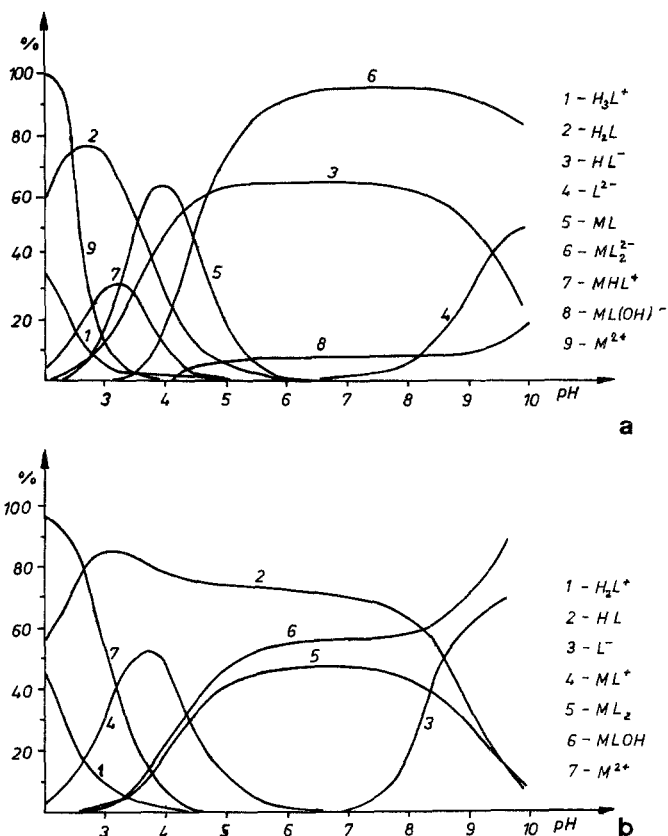 %
100
80
60
40
20
1
2
3
4
5
6
7
8
9
3 4 5 6 7 8 9 10
pH
1 - H₃L⁺
2 - H₂L
3 - HL⁻
4 - L²⁻
5 - ML
6 - ML₂²⁻
7 - MHL⁺
8 - ML(OH)⁻
9 - M²⁺
a
%
100
80
60
40
20
1
2
3
4
5
6
7
3 4 5 6 7 8 9 10
pH
1 - H₂L⁺
2 - HL
3 - L⁻
4 - ML⁺
5 - ML₂
6 - MLOH
7 - M²⁺
b